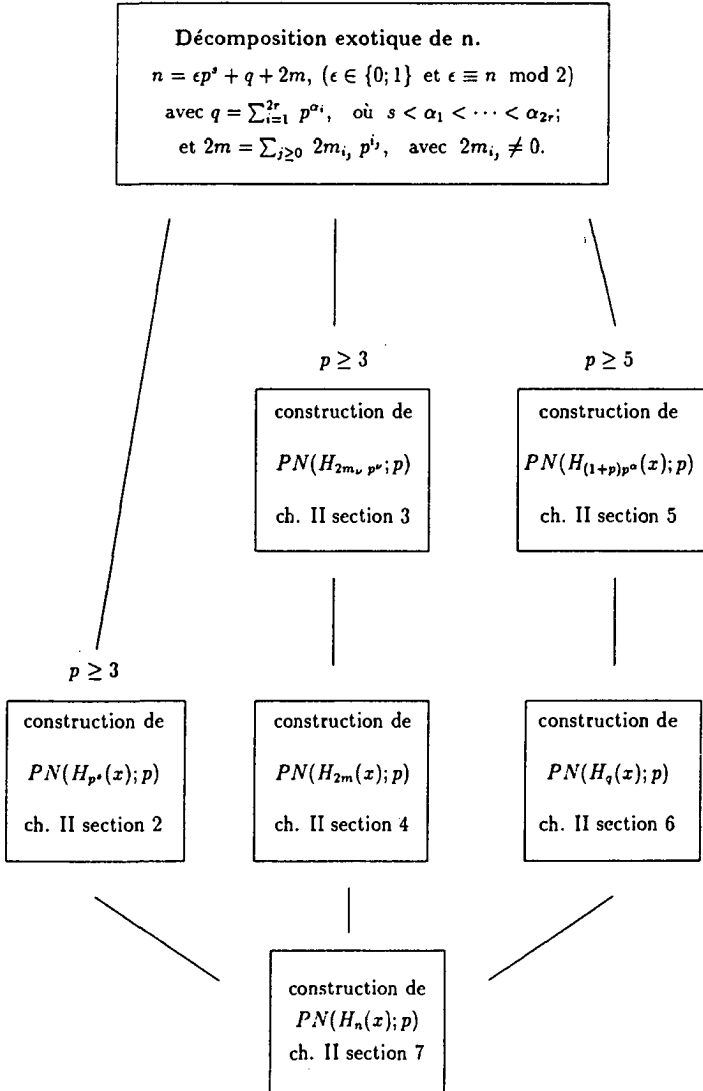 Décomposition exotique de n.
n = ϵp^s + q + 2m, (ϵ ∈ {0; 1} et ϵ ≡ n mod 2)
avec q = ∑_{i=1}^{2r} p^{α_i}, où s < α_1 < ··· < α_{2r};
et 2m = ∑_{j≥0} 2m_{i_j} p^{i_j}, avec 2m_{i_j} ≠ 0.
p ≥ 3
construction de
PN(H_{2m_ν p^ν}; p)
ch. II section 3
p ≥ 5
construction de
PN(H_{(1+p)p^α}(x); p)
ch. II section 5
p ≥ 3
construction de
PN(H_{p^s}(x); p)
ch. II section 2
construction de
PN(H_{2m}(x); p)
ch. II section 4
construction de
PN(H_q(x); p)
ch. II section 6
construction de
PN(H_n(x); p)
ch. II section 7